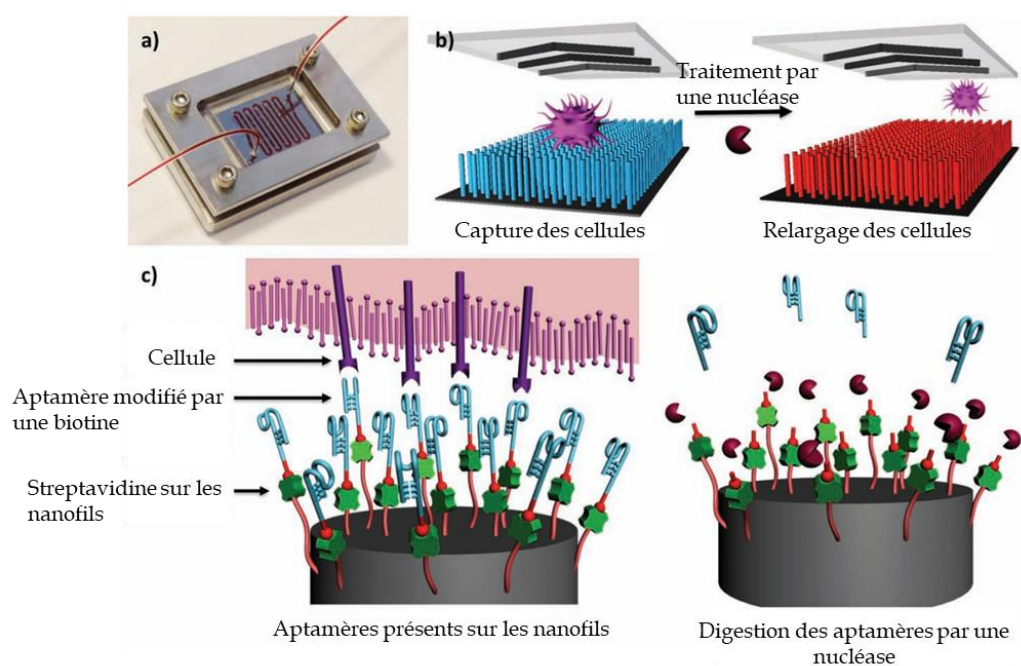 a)
b)
Traitement par
une nucléase
Capture des cellules
Relargage des cellules
c)
Cellule
Aptamère modifié par
une biotine
Streptavidine sur les
nanofils
Aptamères présents sur les nanofils
Digestion des aptamères par une
nucléase